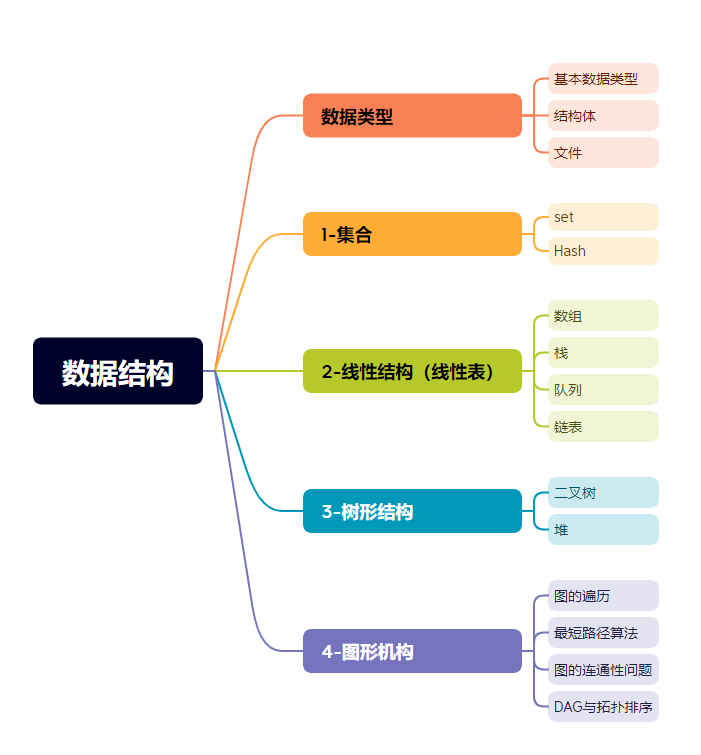 数据结构
数据类型
基本数据类型
结构体
文件
1-集合
set
Hash
2-线性结构（线性表）
数组
栈
队列
链表
3-树形结构
二叉树
堆
4-图形机构
图的遍历
最短路径算法
图的连通性问题
DAG与拓扑排序